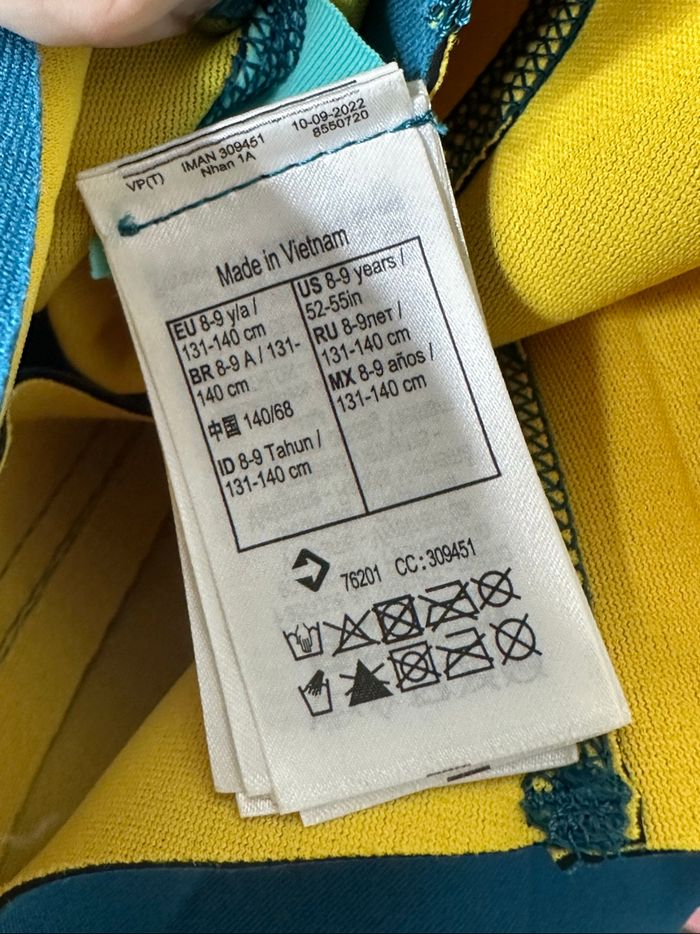 VP(T) IMAN 309451 10-09-2022
Nhan 1A 8550720
Made in Vietnam
EU 8-9 y/a /
131-140 cm
BR 8-9 A / 131-
140 cm
中国 140/68
ID 8-9 Tahun /
131-140 cm
US 8-9 years /
52-55in
RU 8-9лет /
131-140 cm
MX 8-9 años /
131-140 cm
76201 CC:309451